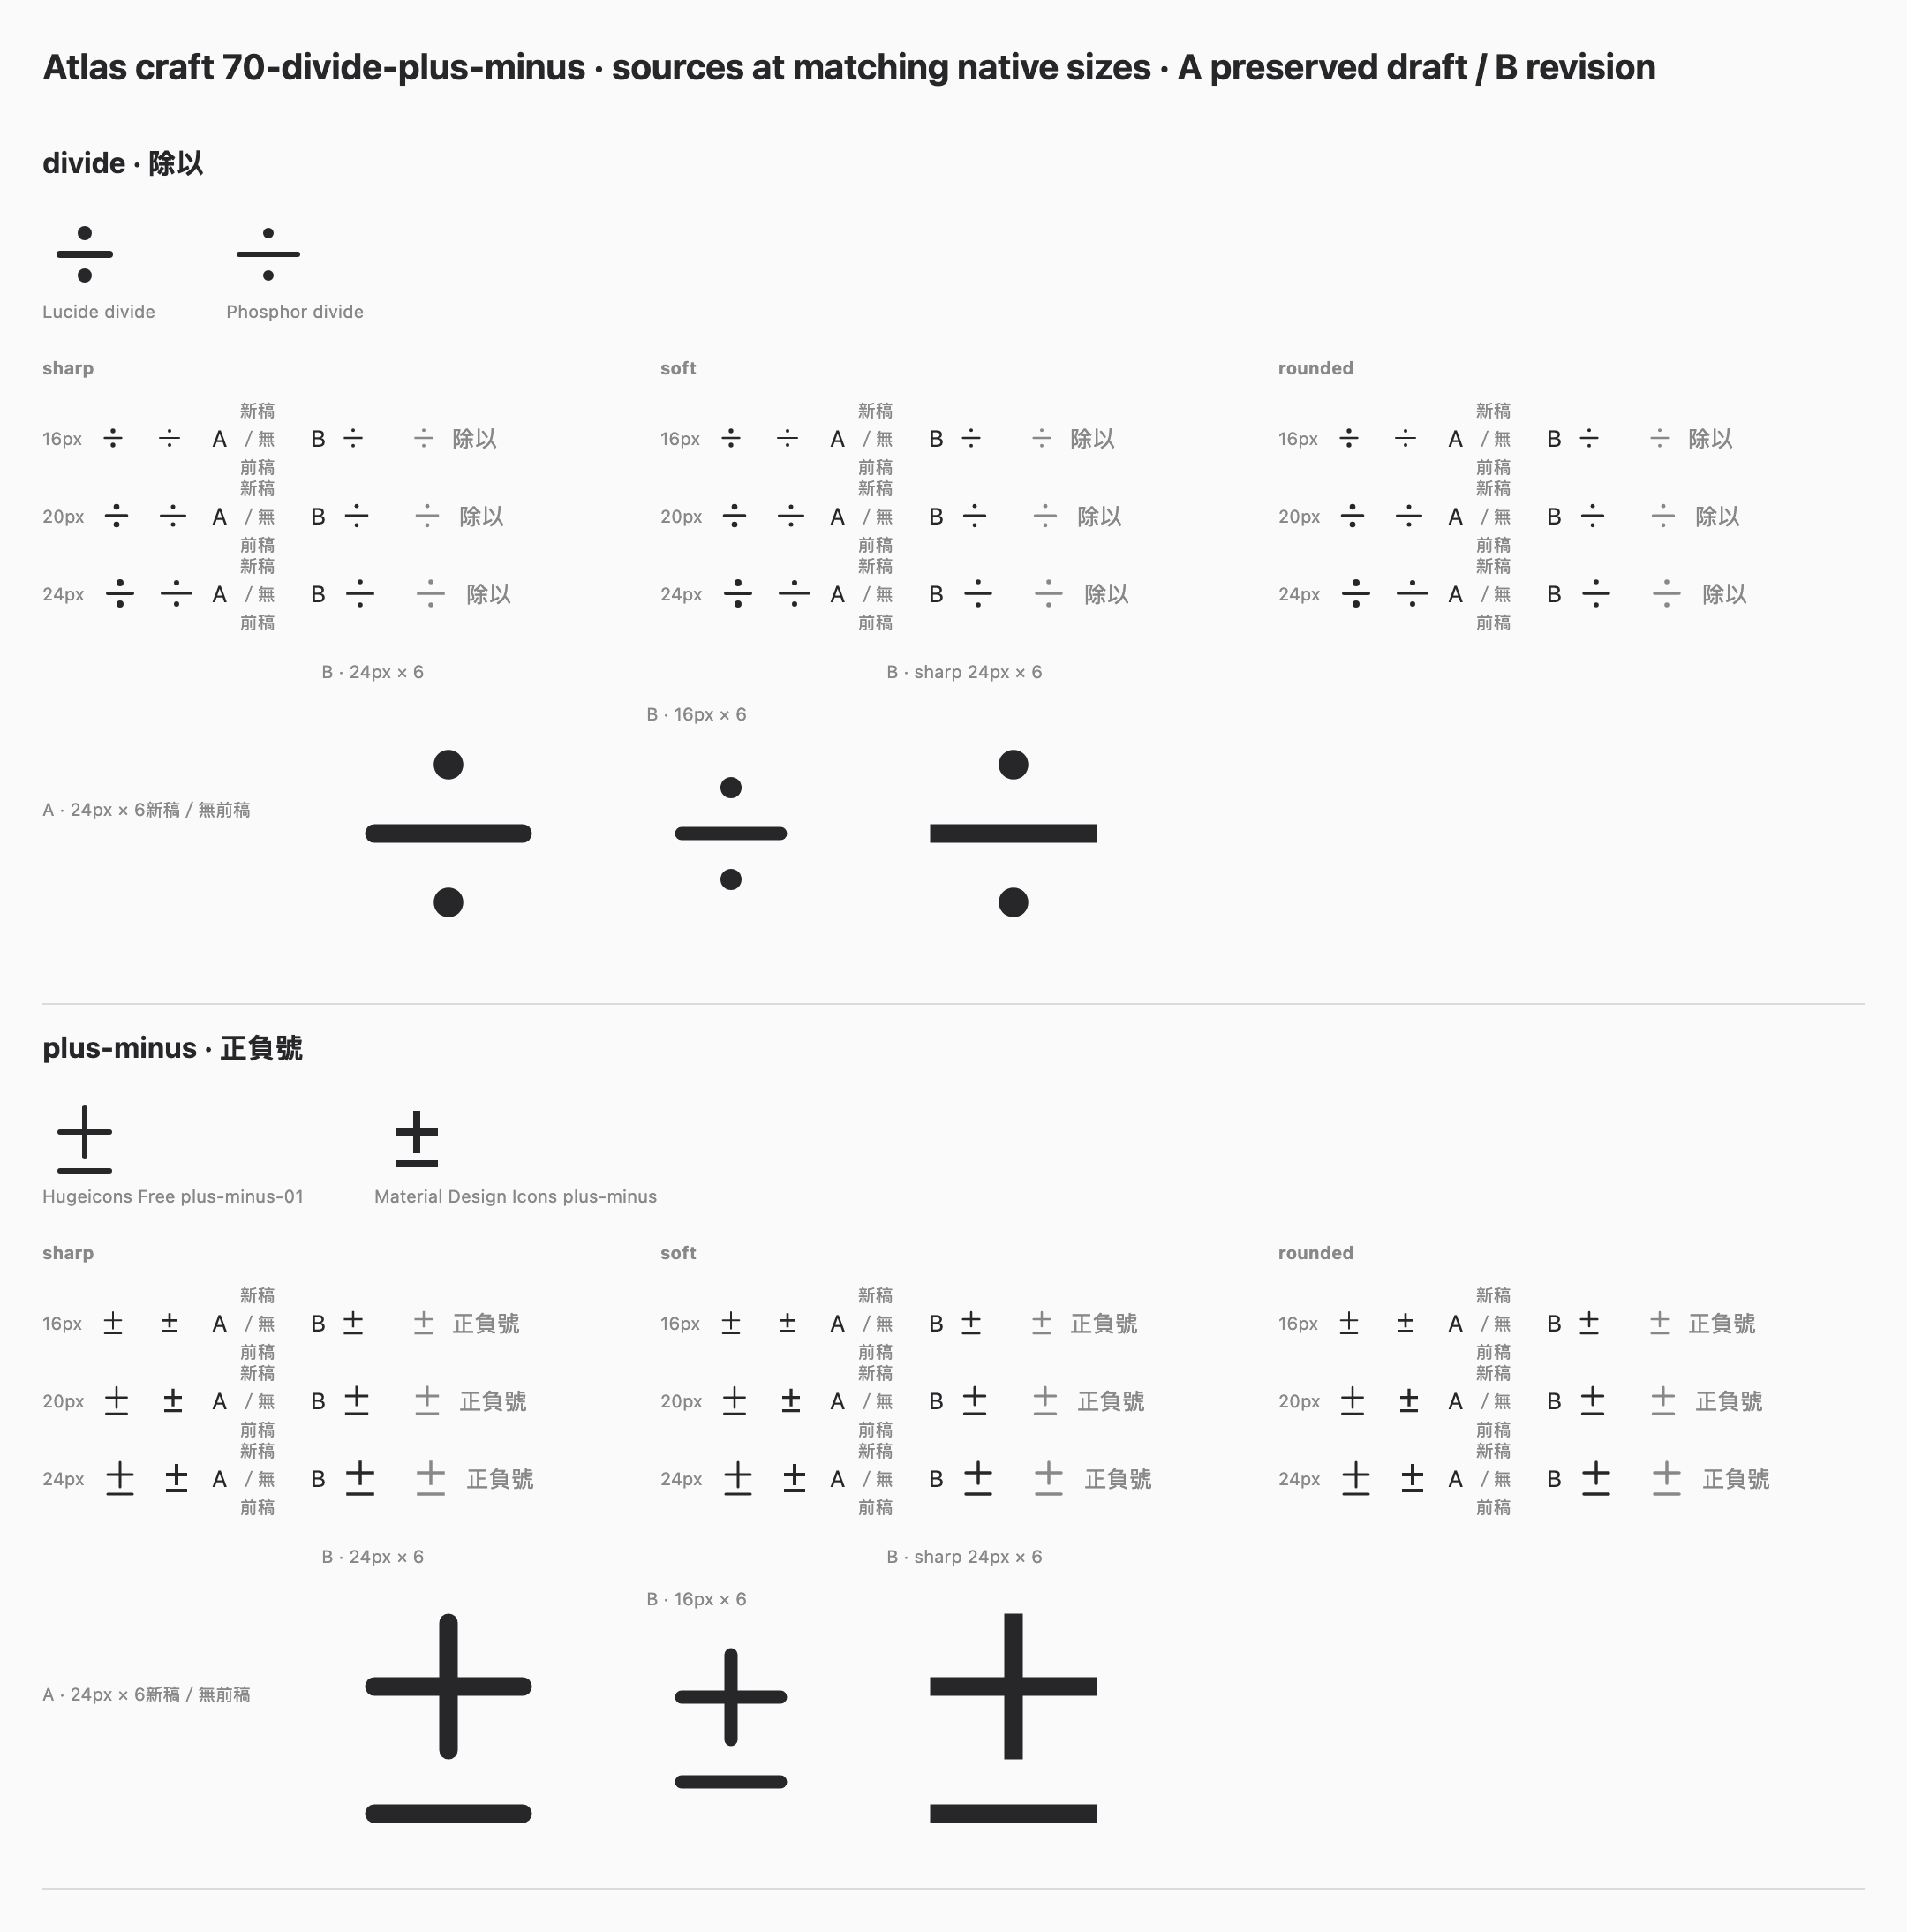 Atlas craft 70-divide-plus-minus · sources at matching native sizes · A preserved draft / B revision
divide · 除以
Lucide divide
Phosphor divide
sharp
soft
rounded
16px A 新稿 / 無前稿 B 除以
16px A 新稿 / 無前稿 B 除以
16px A 新稿 / 無前稿 B 除以
20px A 新稿 / 無前稿 B 除以
20px A 新稿 / 無前稿 B 除以
20px A 新稿 / 無前稿 B 除以
24px A 新稿 / 無前稿 B 除以
24px A 新稿 / 無前稿 B 除以
24px A 新稿 / 無前稿 B 除以
B · 24px × 6
B · sharp 24px × 6
B · 16px × 6
A · 24px × 6新稿 / 無前稿
plus-minus · 正負號
Hugeicons Free plus-minus-01
Material Design Icons plus-minus
sharp
soft
rounded
16px A 新稿 / 無前稿 B 正負號
16px A 新稿 / 無前稿 B 正負號
16px A 新稿 / 無前稿 B 正負號
20px A 新稿 / 無前稿 B 正負號
20px A 新稿 / 無前稿 B 正負號
20px A 新稿 / 無前稿 B 正負號
24px A 新稿 / 無前稿 B 正負號
24px A 新稿 / 無前稿 B 正負號
24px A 新稿 / 無前稿 B 正負號
B · 24px × 6
B · sharp 24px × 6
B · 16px × 6
A · 24px × 6新稿 / 無前稿